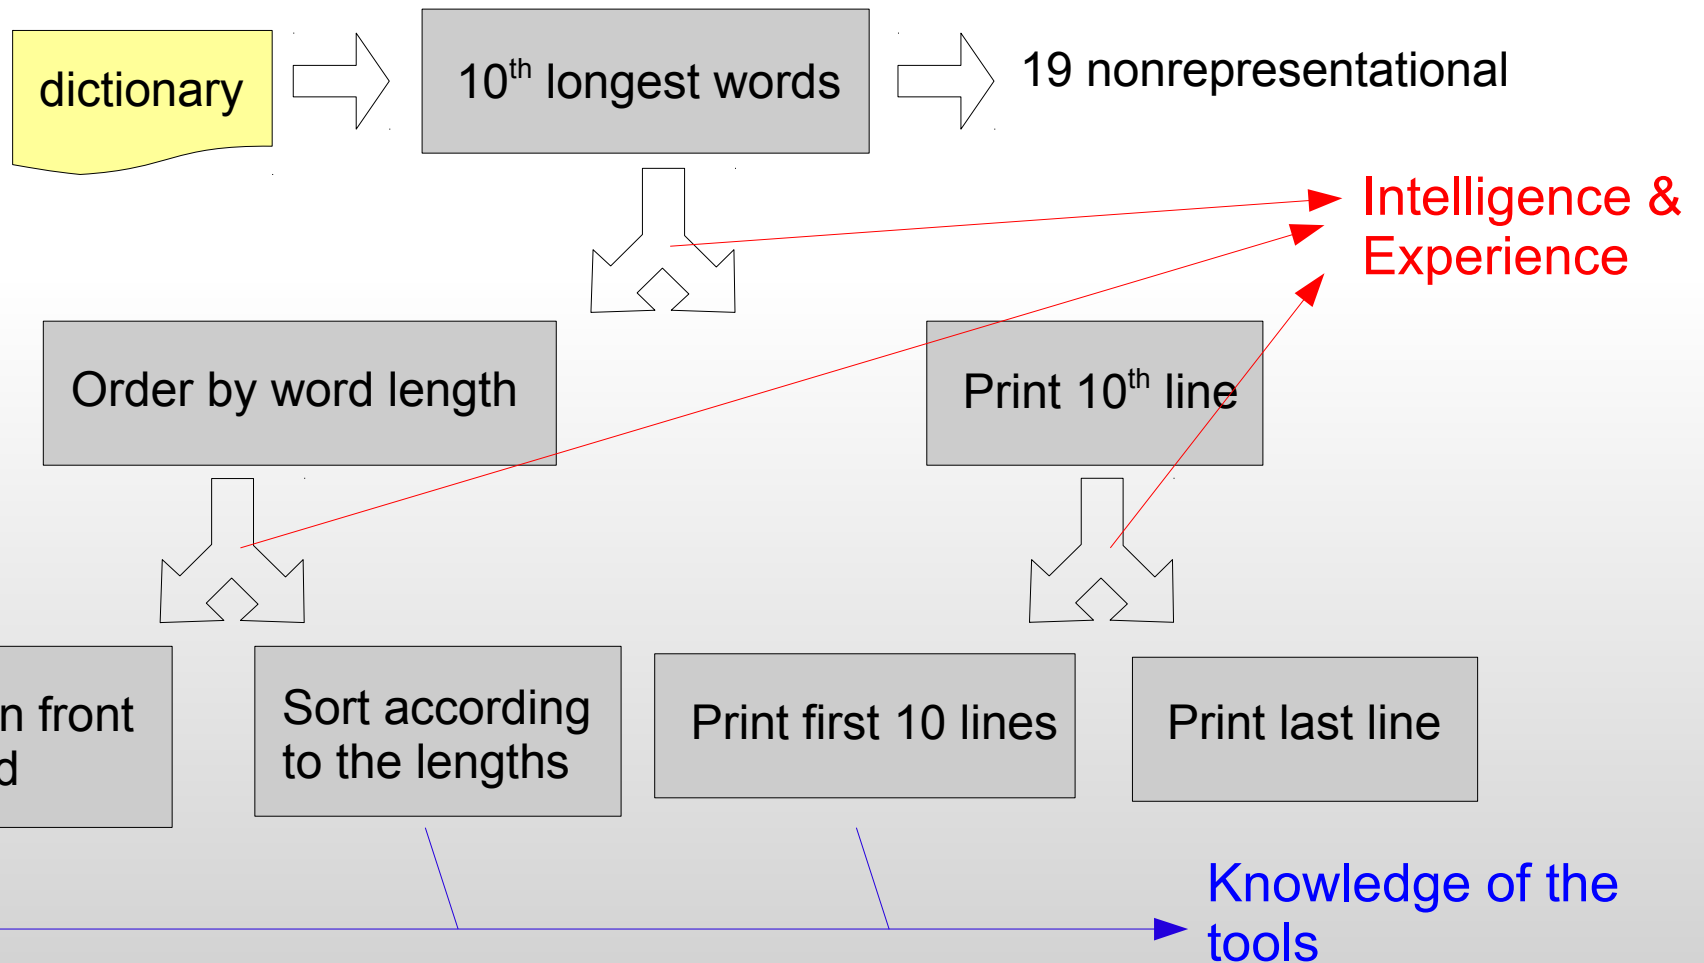 dictionary
10th longest words
19 nonrepresentational
Intelligence &
Experience
Order by word length
Print 10th line
n front
d
Sort according
to the lengths
Print first 10 lines
Print last line
Knowledge of the
tools